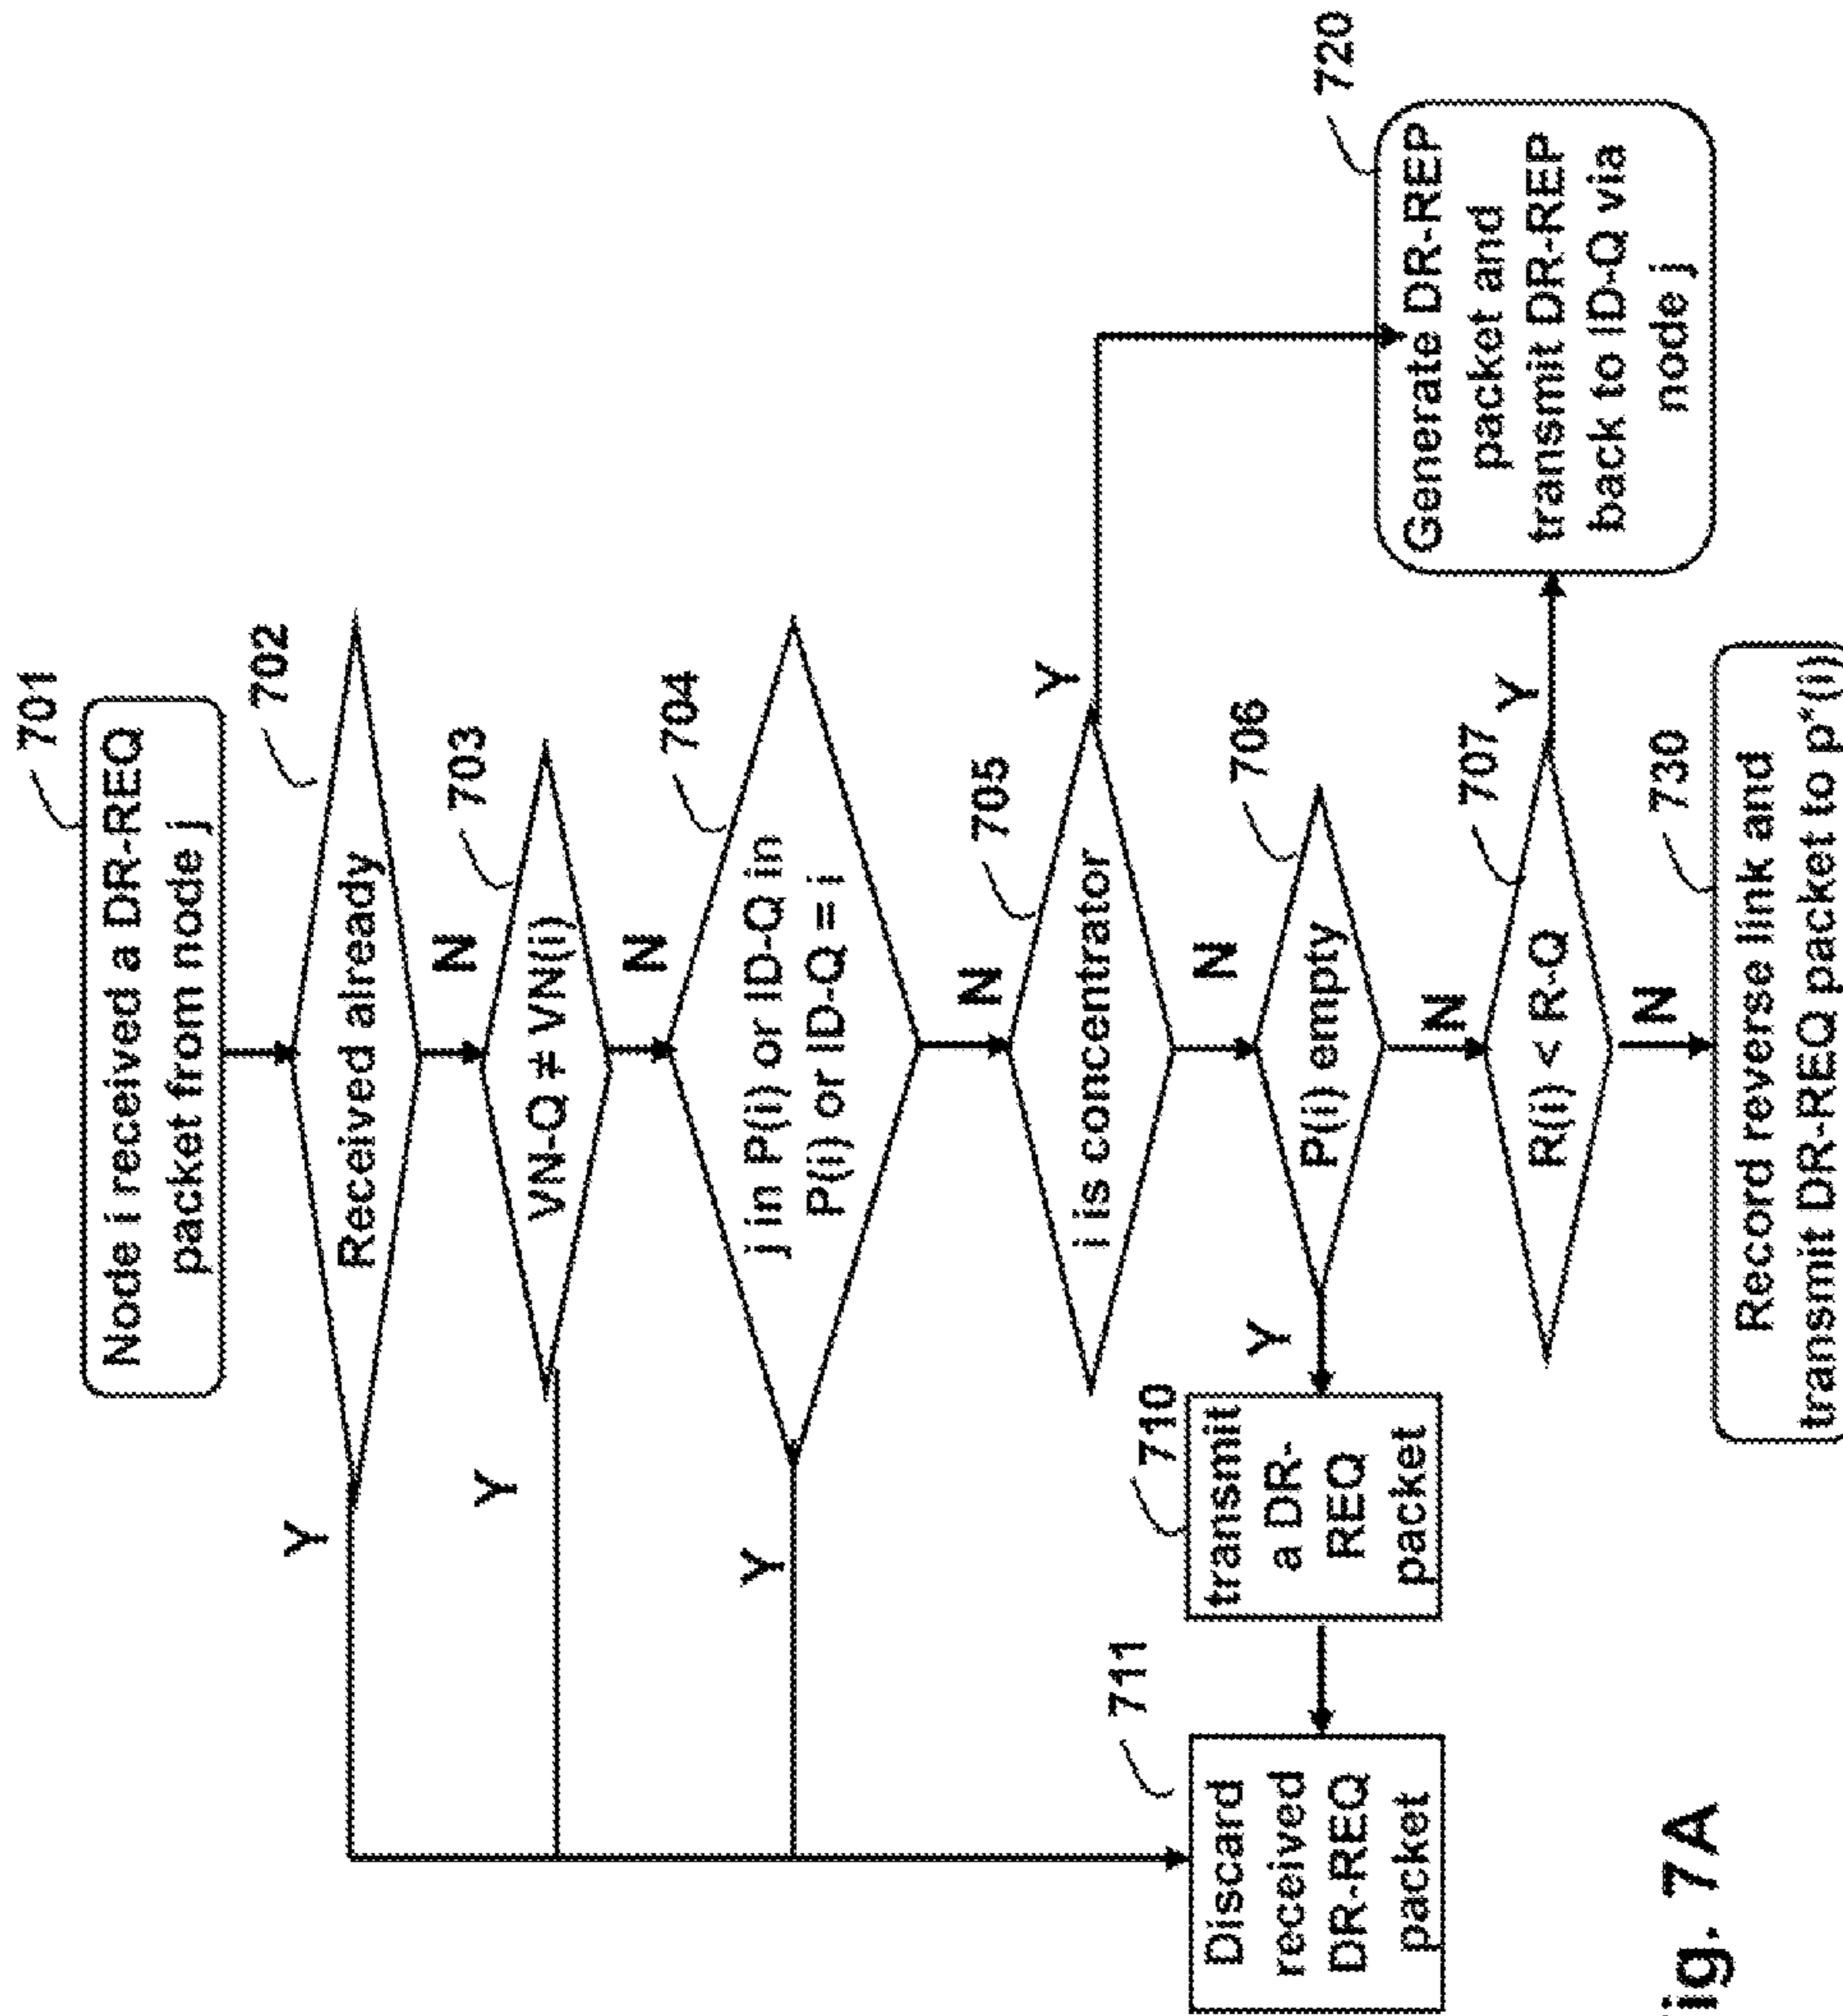 701
Node i received a DR-REQ
packet from node j
702
Received already
Y
N
703
VN-Q ≠ VN(i)
Y
N
704
j in P(i) or ID-Q in
P(i) or ID-Q = i
Y
N
705
i is concentrator
Y
N
706
P(i) empty
Y
N
710
transmit
a DR-
REQ
packet
711
Discard
received
DR-REQ
packet
707
R(i) < R-Q
Y
N
720
Generate DR-REP
packet and
transmit DR-REP
back to ID-Q via
node j
730
Record reverse link and
transmit DR-REQ packet to p*(i)
ig. 7A